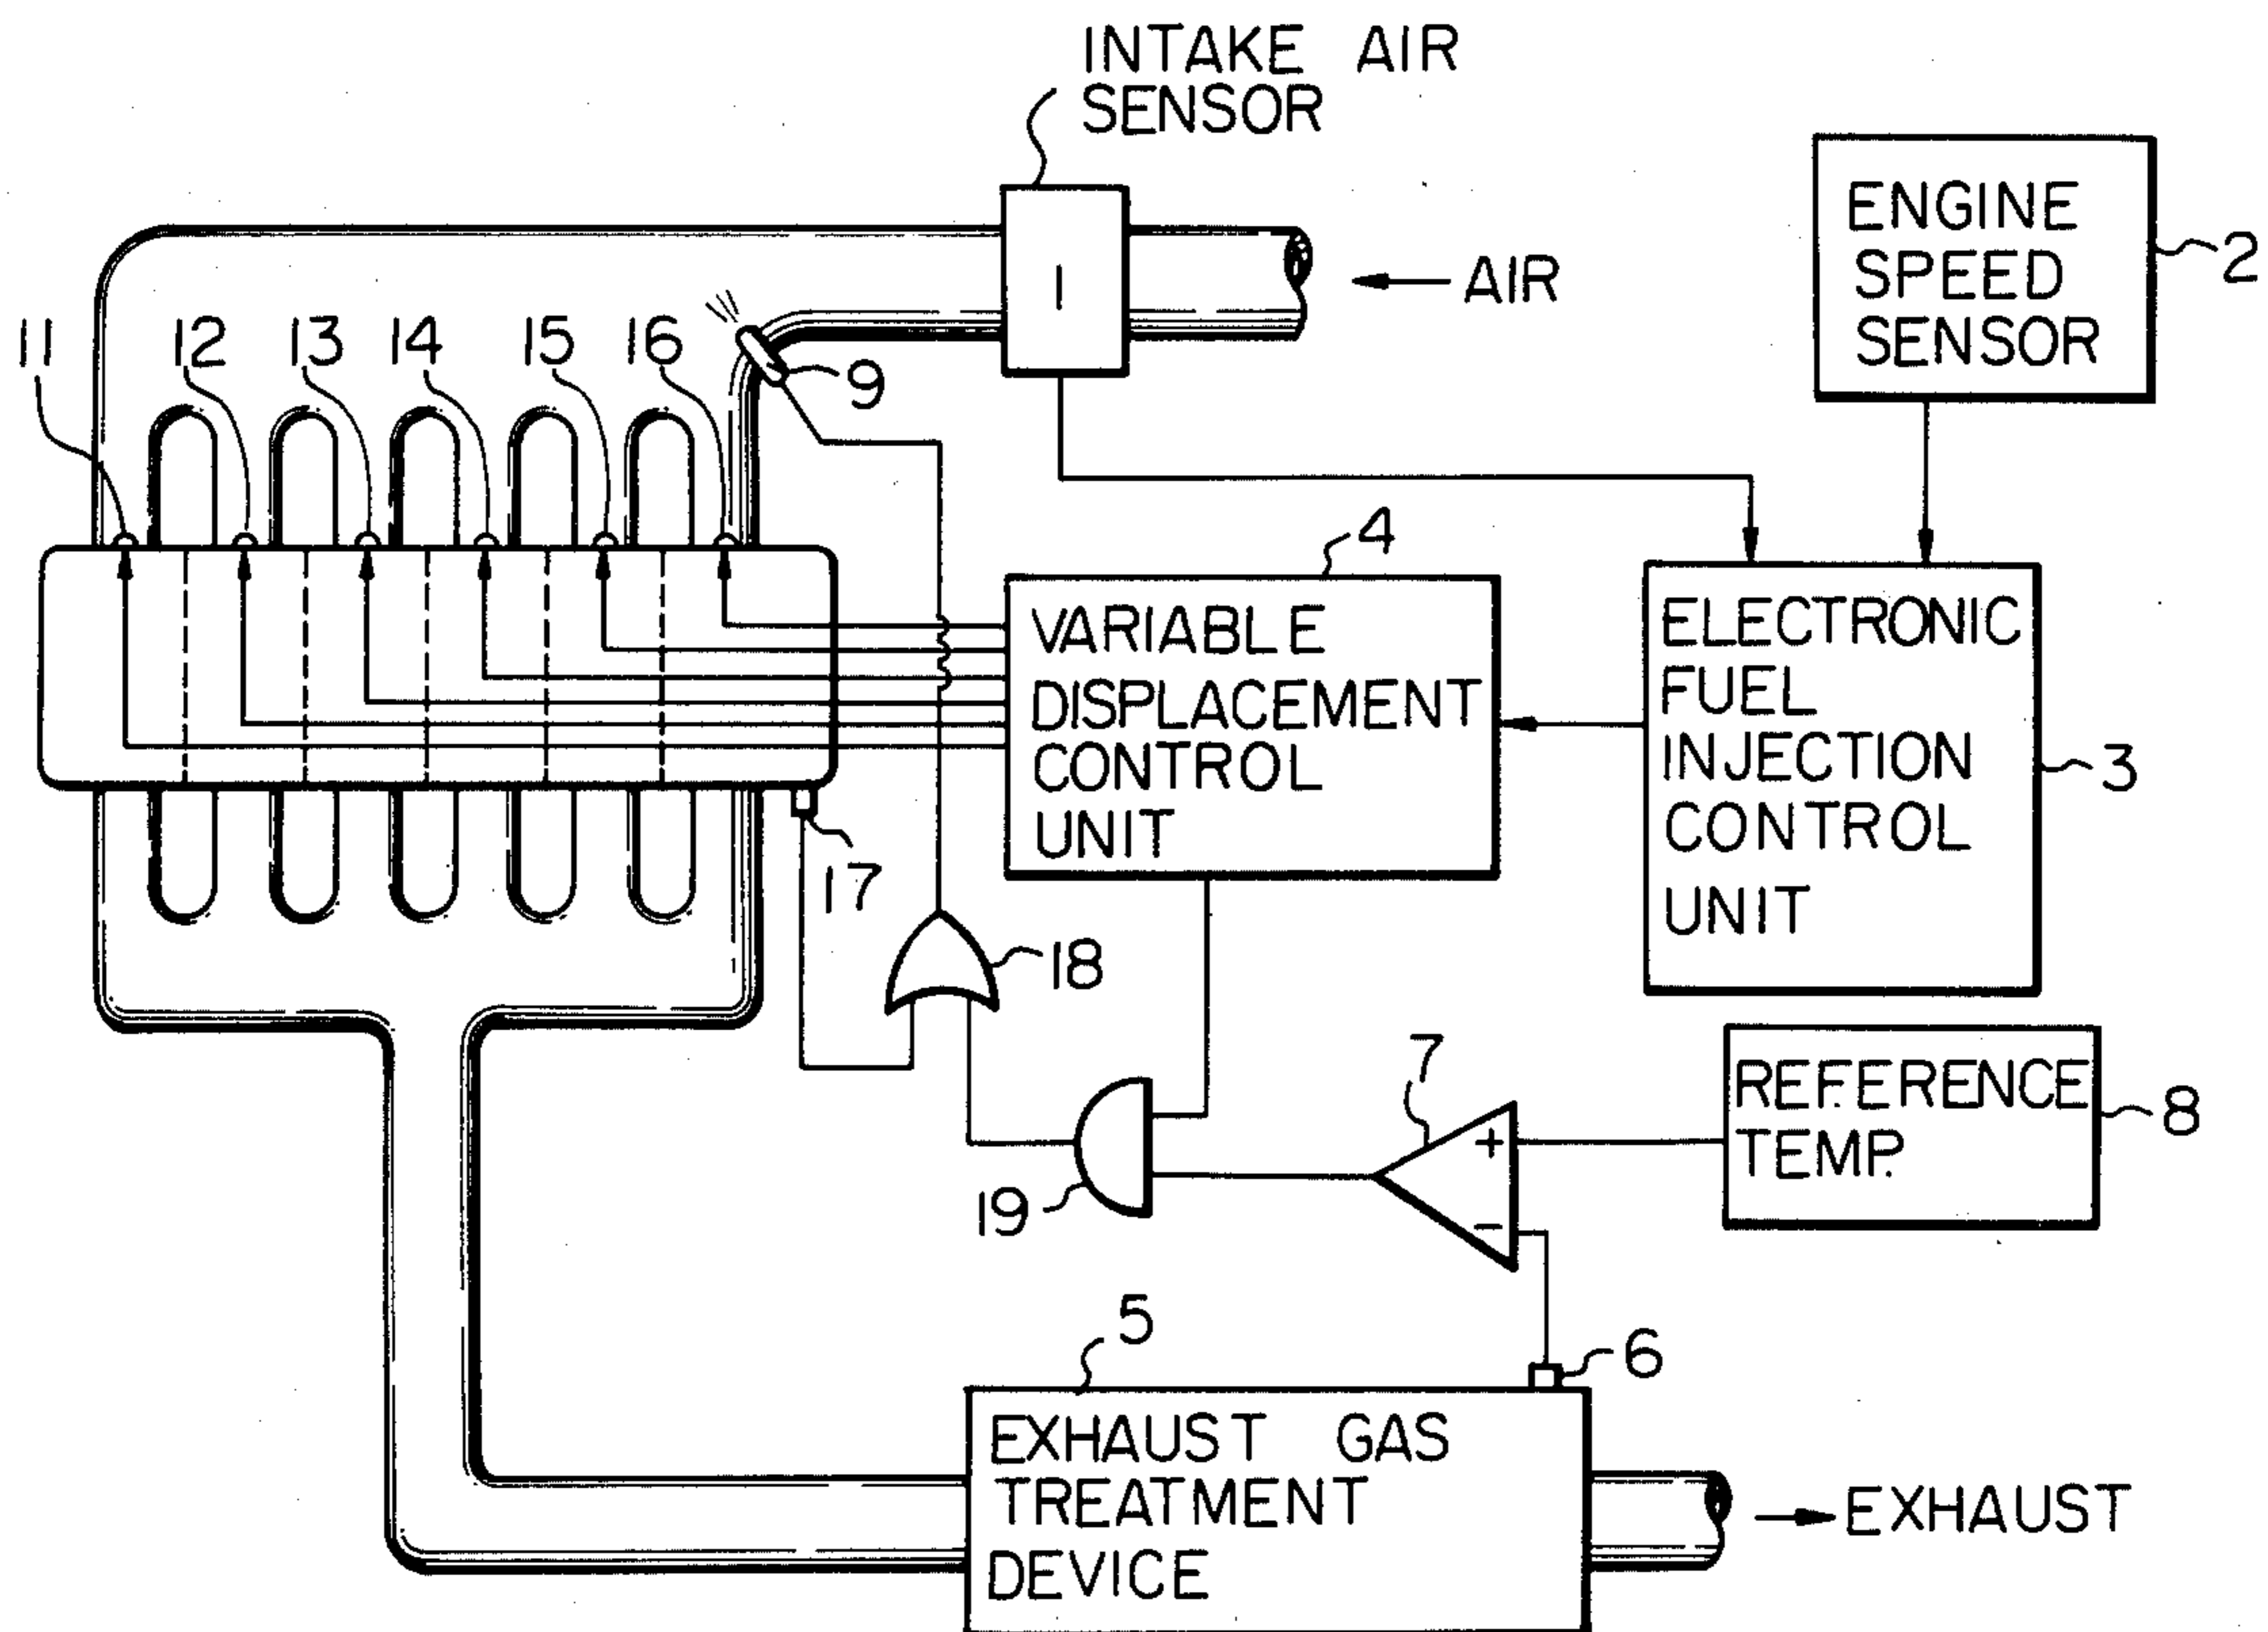 INTAKE AIR
SENSOR
1
AIR
ENGINE
SPEED
SENSOR
2
11
12
13
14
15
16
9
4
VARIABLE
DISPLACEMENT
CONTROL
UNIT
ELECTRONIC
FUEL
INJECTION
CONTROL
UNIT
3
17
18
19
7
+
−
REFERENCE
TEMP.
8
5
6
EXHAUST GAS
TREATMENT
DEVICE
EXHAUST